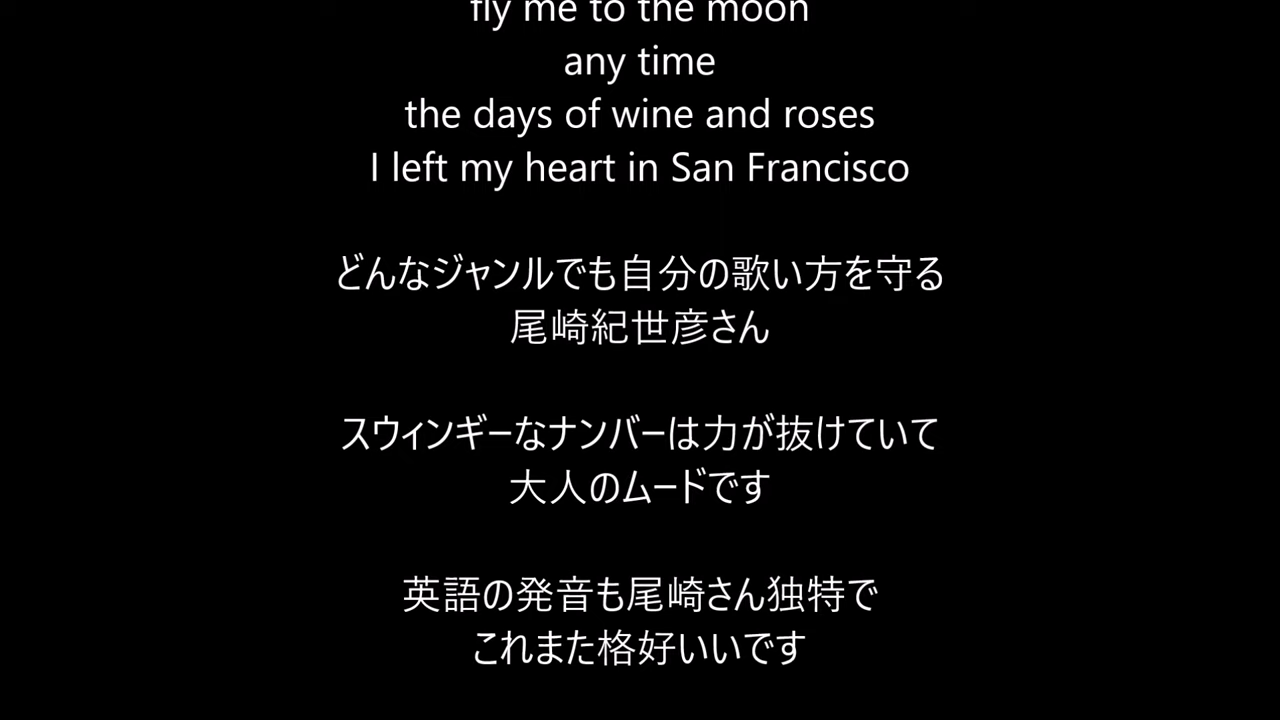 fly me to the moon
any time
the days of wine and roses
I left my heart in San Francisco
どんなジャンルでも自分の歌い方を守る
尾崎紀世彦さん
スウィンギーなナンバーは力が抜けていて
大人のムードです
英語の発音も尾崎さん独特で
これまた格好いいです